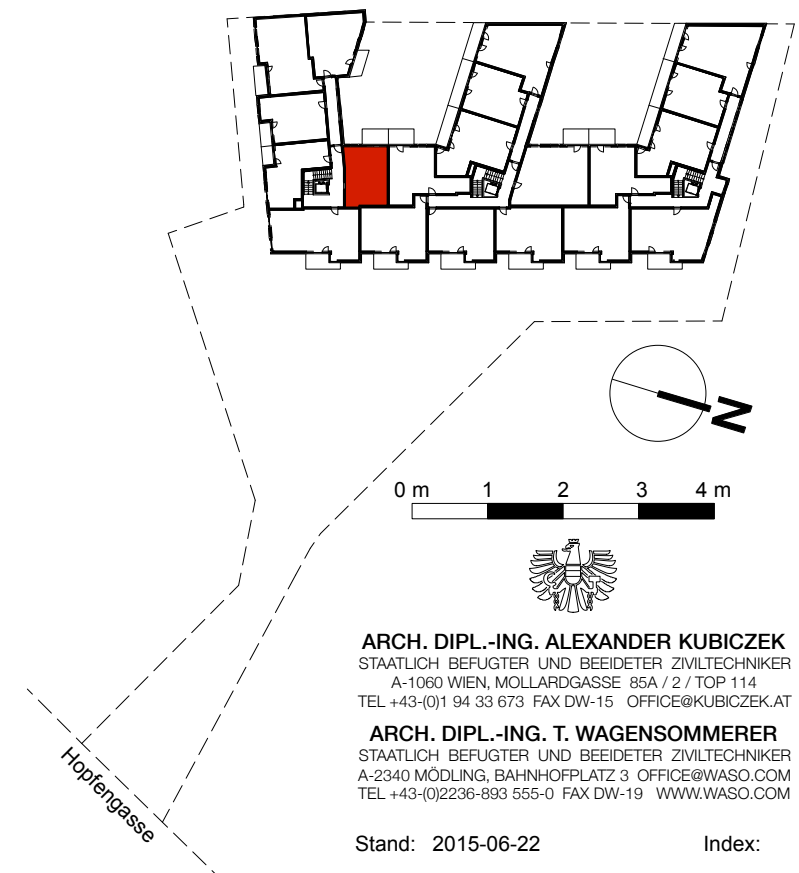 N
0 m 1 2 3 4 m
ARCH. DIPL.-ING. ALEXANDER KUBICZEK
STAATLICH BEFUGTER UND BEEIDETER ZIVILTECHNIKER
A-1060 WIEN, MOLLARDGASSE 85A / 2 / TOP 114
TEL +43-(0)1 94 33 673 FAX DW-15 OFFICE@KUBICZEK.AT
ARCH. DIPL.-ING. T. WAGENSOMMERER
STAATLICH BEFUGTER UND BEEIDETER ZIVILTECHNIKER
A-2340 MÖDLING, BAHNHOFPLATZ 3 OFFICE@WASO.COM
TEL +43-(0)2236-893 555-0 FAX DW-19 WWW.WASO.COM
Hopfengasse
Stand: 2015-06-22 Index: